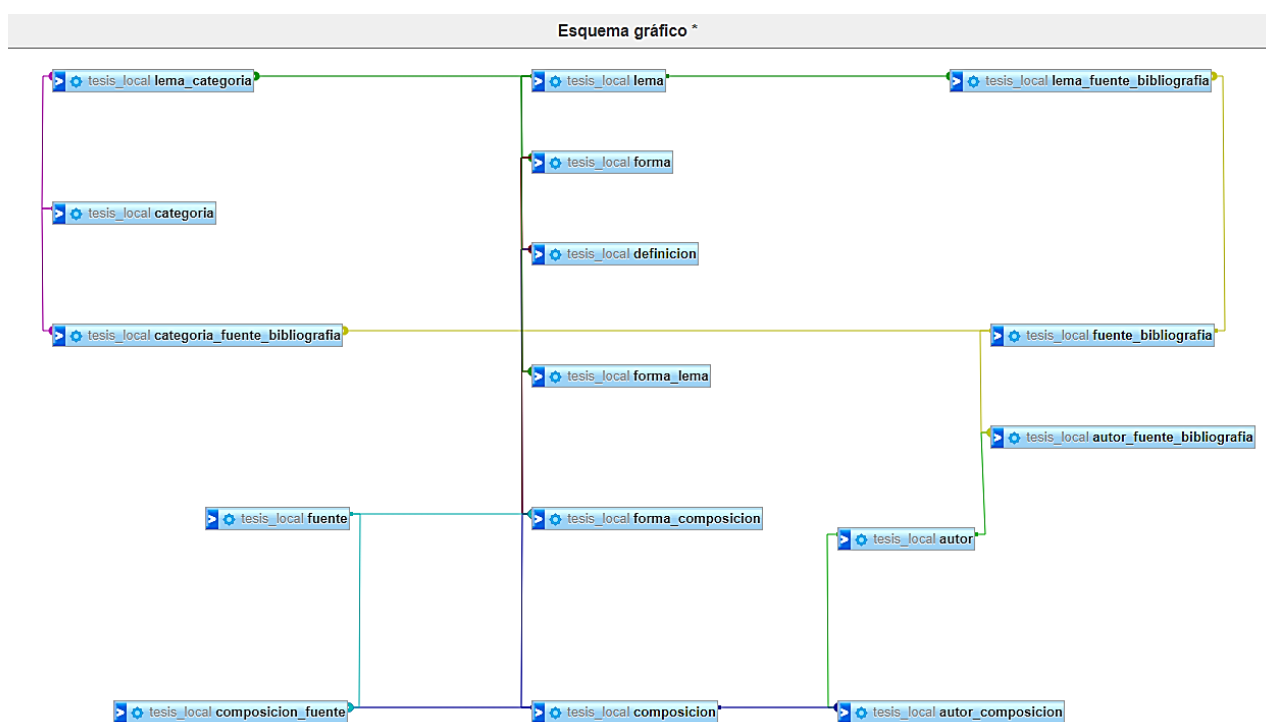 Esquema gráfico *
tesis_local lema_categoria
tesis_local lema
tesis_local lema_fuente_bibliografia
tesis_local forma
tesis_local categoria
tesis_local definicion
tesis_local categoria_fuente_bibliografia
tesis_local fuente_bibliografia
tesis_local forma_lema
tesis_local autor_fuente_bibliografia
tesis_local fuente
tesis_local forma_composicion
tesis_local autor
tesis_local composicion_fuente
tesis_local composicion
tesis_local autor_composicion